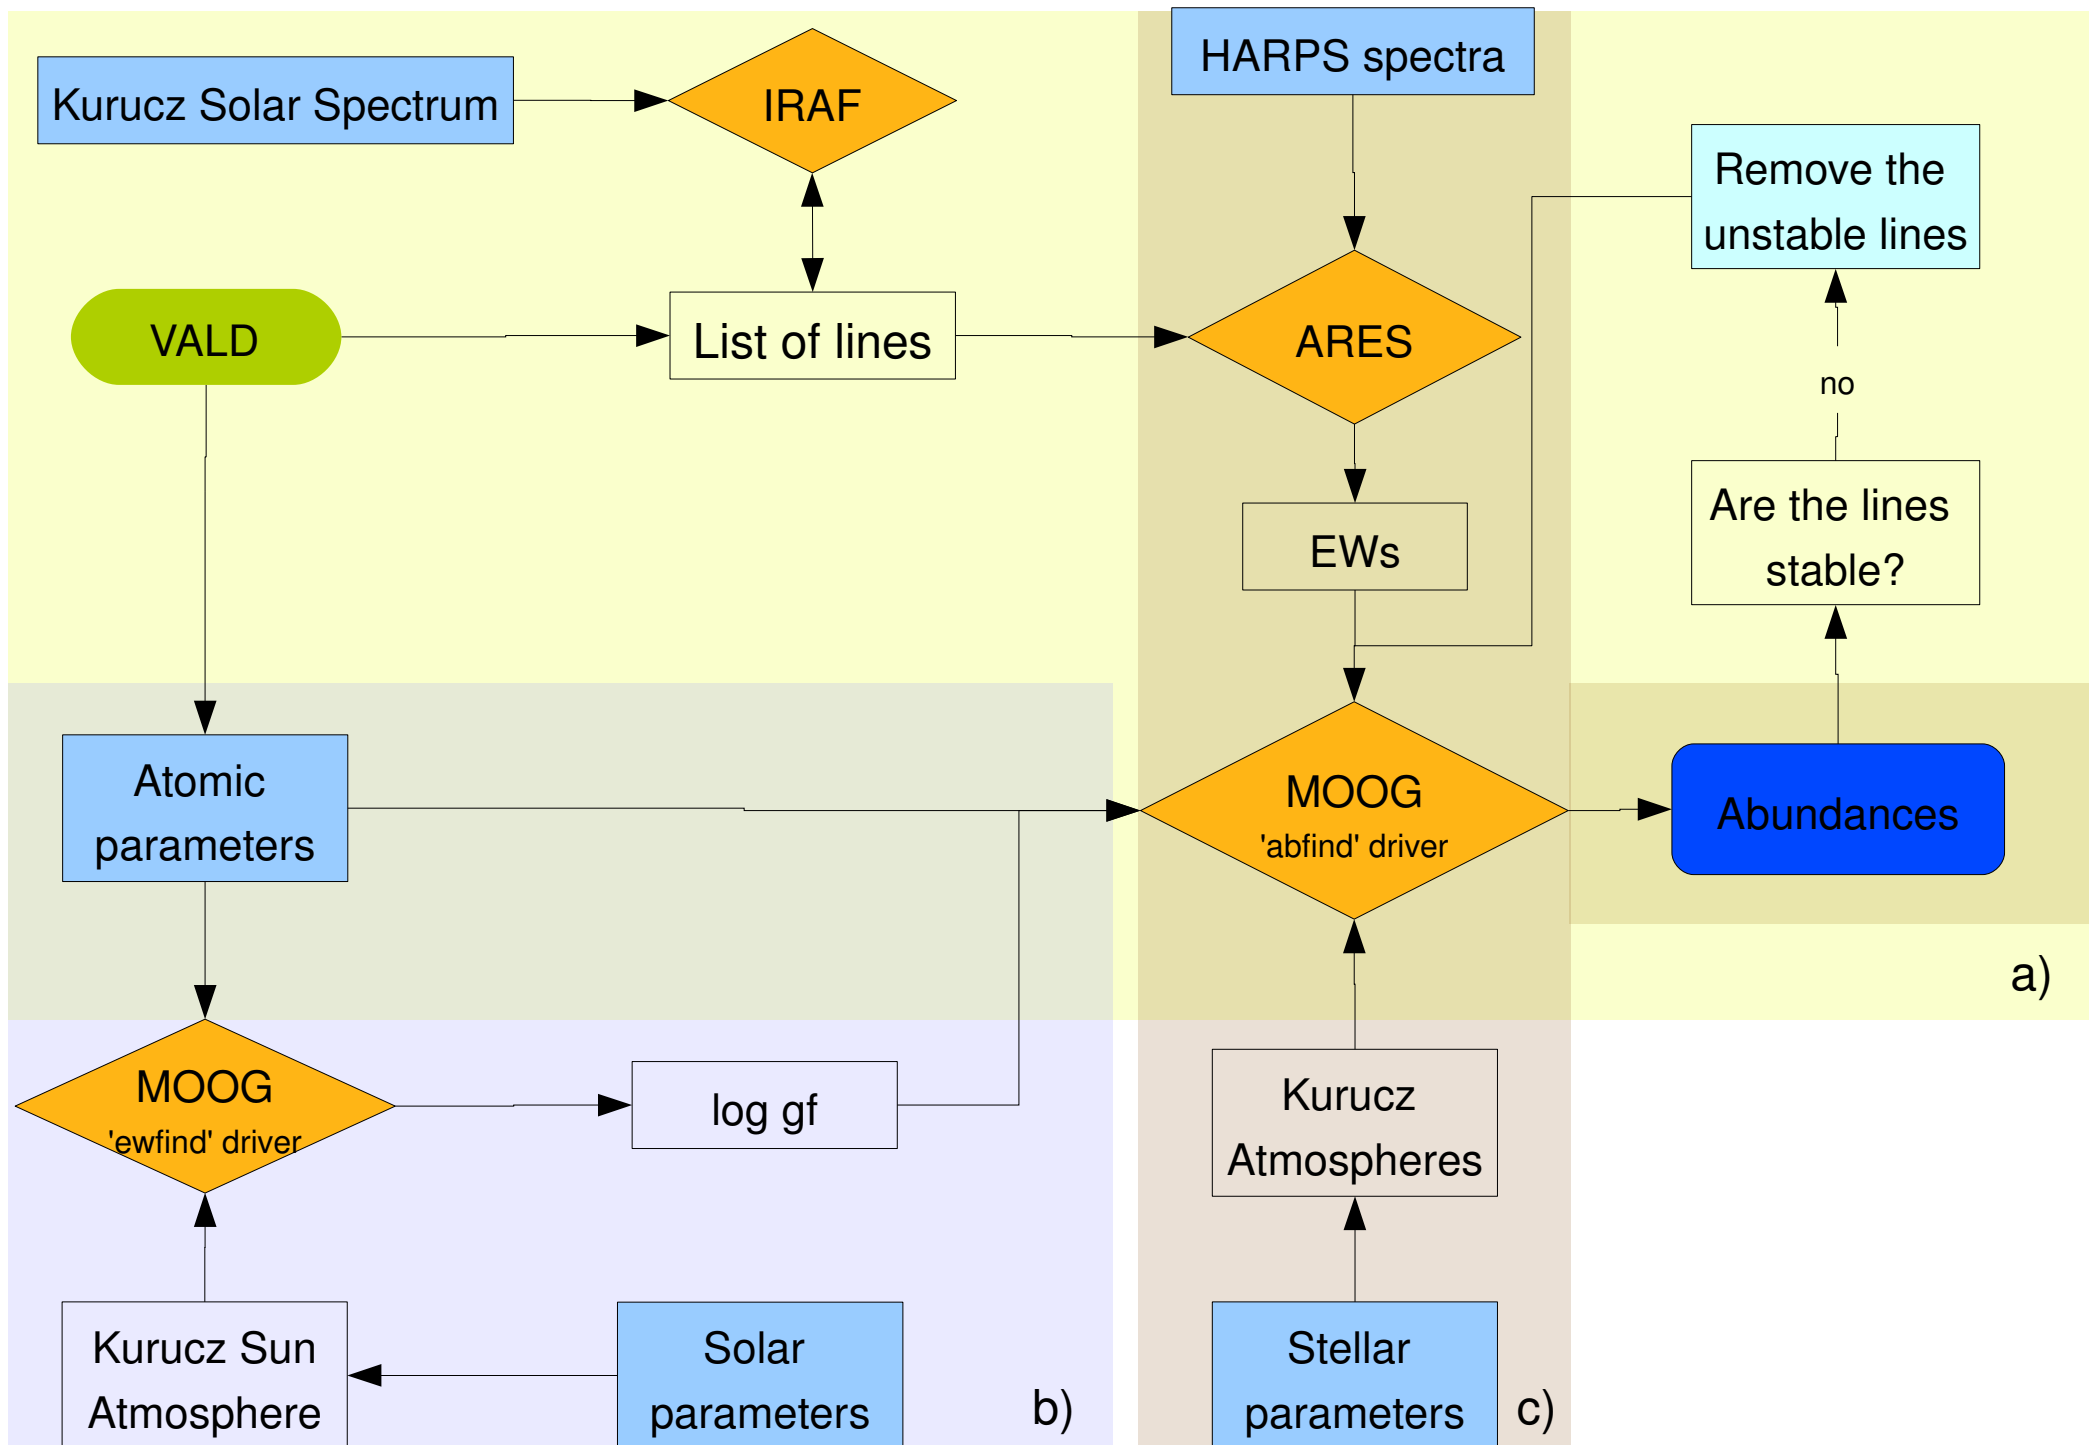 Kurucz Solar Spectrum
IRAF
HARPS spectra
Remove the
unstable lines
VALD
List of lines
ARES
no
Are the lines
stable?
EWs
Atomic
parameters
MOOG
'abfind' driver
Abundances
a)
MOOG
'ewfind' driver
log gf
Kurucz
Atmospheres
Kurucz Sun
Atmosphere
Solar
parameters
b)
Stellar
parameters
c)